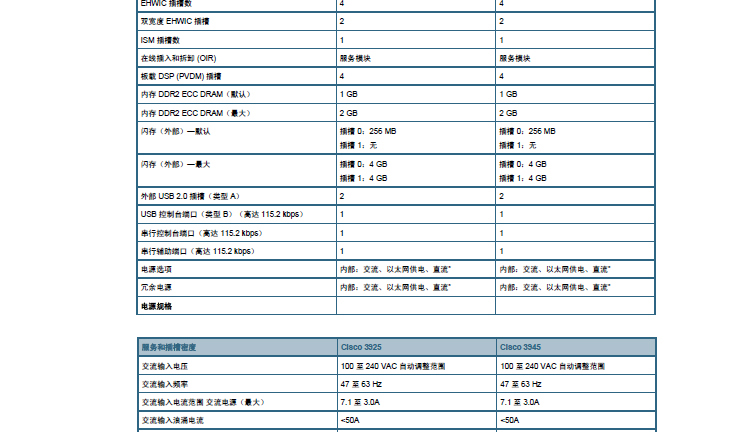 EHWIC 插槽数 4 4
双宽度 EHWIC 插槽 2 2
ISM 插槽数 1 1
在线插入和拆卸 (OIR) 服务模块 服务模块
板载 DSP (PVDM) 插槽 4 4
内存 DDR2 ECC DRAM（默认） 1 GB 1 GB
内存 DDR2 ECC DRAM（最大） 2 GB 2 GB
闪存（外部）—默认 插槽 0：256 MB 插槽 0：256 MB
插槽 1：无 插槽 1：无
闪存（外部）—最大 插槽 0：4 GB 插槽 0：4 GB
插槽 1：4 GB 插槽 1：4 GB
外部 USB 2.0 插槽（类型 A） 2 2
USB 控制台端口（类型 B）（高达 115.2 kbps） 1 1
串行控制台端口（高达 115.2 kbps） 1 1
串行辅助端口（高达 115.2 kbps） 1 1
电源选项 内部：交流、以太网供电、直流* 内部：交流、以太网供电、直流*
冗余电源 内部：交流、以太网供电、直流* 内部：交流、以太网供电、直流*
电源规格
服务和插槽密度 Cisco 3925 Cisco 3945
交流输入电压 100 至 240 VAC 自动调整范围 100 至 240 VAC 自动调整范围
交流输入频率 47 至 63 Hz 47 至 63 Hz
交流输入电流范围 交流电源（最大） 7.1 至 3.0A 7.1 至 3.0A
交流输入浪涌电流 <50A <50A